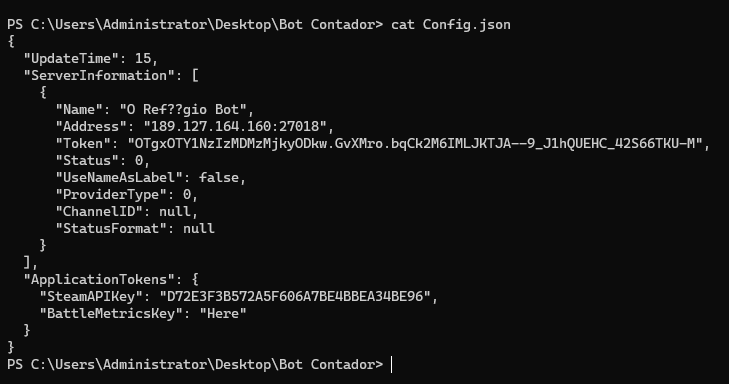 PS C:\Users\Administrator\Desktop\Bot Contador> cat Config.json
{
  "UpdateTime": 15,
  "ServerInformation": [
    {
      "Name": "O Ref??gio Bot",
      "Address": "189.127.164.160:27018",
      "Token": "OTgxOTY1NzIzMDMzMjkyODkw.GvXMro.bqCk2M6IMLJKTJA--9_J1hQUEHC_42S66TKU-M",
      "Status": 0,
      "UseNameAsLabel": false,
      "ProviderType": 0,
      "ChannelID": null,
      "StatusFormat": null
    }
  ],
  "ApplicationTokens": {
    "SteamAPIKey": "D72E3F3B572A5F606A7BE4BBEA34BE96",
    "BattleMetricsKey": "Here"
  }
}
PS C:\Users\Administrator\Desktop\Bot Contador>